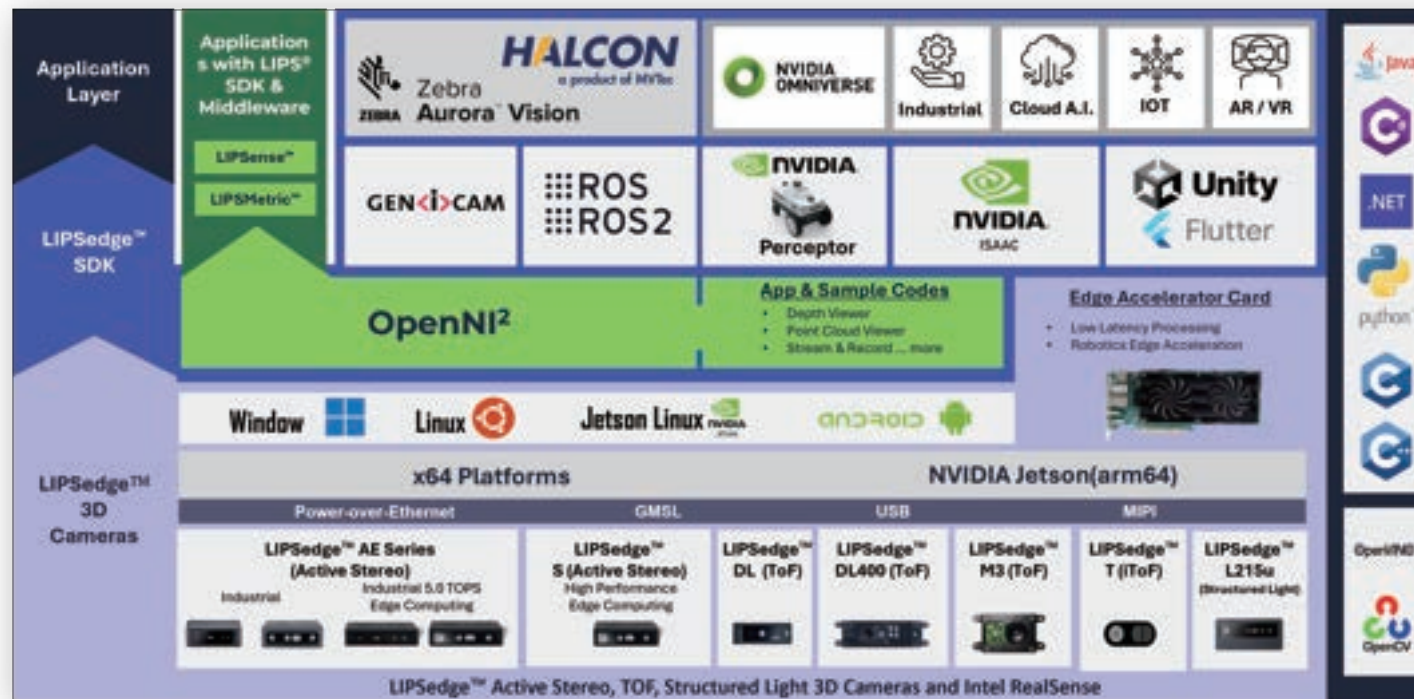 Application
Layer
Application
s with LIPS®
SDK &
Middleware
LIPSense™
LIPSMetric™
ZEBRA
Zebra
Aurora™ Vision
HALCON
a product of MVTec
NVIDIA
OMNIVERSE
Industrial
Cloud A.I.
IOT
AR / VR
LIPSedge™
SDK
GEN<i>CAM
ROS
ROS2
NVIDIA
Perceptor
NVIDIA
ISAAC
Unity
Flutter
OpenNI²
App & Sample Codes
• Depth Viewer
• Point Cloud Viewer
• Stream & Record ... more
Edge Accelerator Card
• Low Latency Processing
• Robotics Edge Acceleration
Window
Linux
Jetson Linux
NVIDIA
ANDROID
LIPSedge™
3D
Cameras
x64 Platforms
NVIDIA Jetson(arm64)
Power-over-Ethernet
GMSL
USB
MIPI
LIPSedge™ AE Series
(Active Stereo)
Industrial
Industrial 5.0 TOPS
Edge Computing
LIPSedge™
S (Active Stereo)
High Performance
Edge Computing
LIPSedge™
DL (ToF)
LIPSedge™
DL400 (ToF)
LIPSedge™
M3 (ToF)
LIPSedge™
T (iToF)
LIPSedge™
L215u
(Structured Light)
LIPSedge™ Active Stereo, TOF, Structured Light 3D Cameras and Intel RealSense
Java
C#
.NET
python
C
C++
OpenVINO
OpenCV